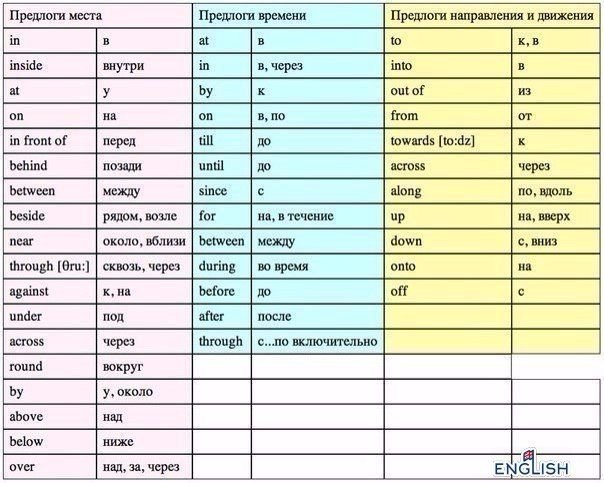 Предлоги места Предлоги времени Предлоги направления и движения
in в at в to к, в
inside внутри in в, через into в
at у by к out of из
on на on в, по from от
in front of перед till до towards [to:dz] к
behind позади until до across через
between между since с along по, вдоль
beside рядом, возле for на, в течение up на, вверх
near около, вблизи between между down с, вниз
through [θru:] сквозь, через during во время onto на
against к, на before до off с
under под after после
across через through с...по включительно
round вокруг
by у, около
above над
below ниже
over над, за, через
ENGLISH